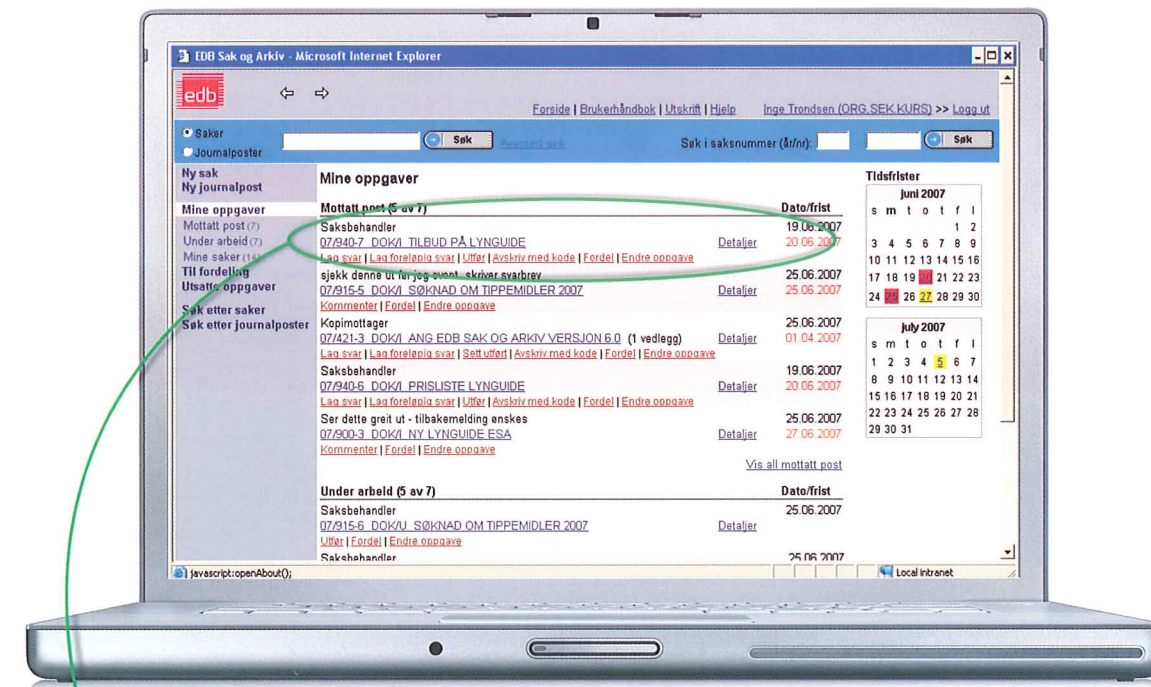 EDB Sak og Arkiv - Microsoft Internet Explorer
edb
Forside | Brukerhåndbok | Utskrift | Hjelp Inge Trondsen (ORG.SEK.KURS) >> Logg ut
Saker
Journalposter
Søk
Avansert søk
Søk i saksnummer (år/nr):
Søk
Ny sak
Ny journalpost
Mine oppgaver
Mottatt post (7)
Under arbeid (7)
Mine saker (14)
Til fordeling
Utsatte oppgaver
Søk etter saker
Søk etter journalposter
Mine oppgaver
Mottatt post (5 av 7) Dato/frist
Saksbehandler 19.06.2007
07/940-7 DOK/I TILBUD PÅ LYNGUIDE Detaljer 20.06.2007
Lag svar | Lag foreløpig svar | Utfør | Avskriv med kode | Fordel | Endre oppgave
sjekk denne ut før jeg event. skriver svarbrev 25.06.2007
07/915-5 DOK/I SØKNAD OM TIPPEMIDLER 2007 Detaljer 25.06.2007
Kommenter | Fordel | Endre oppgave
Kopimottager 25.06.2007
07/421-3 DOK/I ANG EDB SAK OG ARKIV VERSJON 6.0 (1 vedlegg) Detaljer 01.04.2007
Lag svar | Lag foreløpig svar | Sett utført | Avskriv med kode | Fordel | Endre oppgave
Saksbehandler 19.06.2007
07/940-6 DOK/I PRISLISTE LYNGUIDE Detaljer 20.06.2007
Lag svar | Lag foreløpig svar | Utfør | Avskriv med kode | Fordel | Endre oppgave
Ser dette greit ut - tilbakemelding ønskes 25.06.2007
07/900-3 DOK/I NY LYNGUIDE ESA Detaljer 27.06.2007
Kommenter | Fordel | Endre oppgave
Vis all mottatt post
Under arbeid (5 av 7) Dato/frist
Saksbehandler 25.06.2007
07/915-6 DOK/U SØKNAD OM TIPPEMIDLER 2007 Detaljer
Utfør | Fordel | Endre oppgave
Saksbehandler 25.06.2007
Tidsfrister
juni 2007
s m t o t f l
1 2
3 4 5 6 7 8 9
10 11 12 13 14 15 16
17 18 19 20 21 22 23
24 25 26 27 28 29 30
july 2007
s m t o t f l
1 2 3 4 5 6 7
8 9 10 11 12 13 14
15 16 17 18 19 20 21
22 23 24 25 26 27 28
29 30 31
javascript:openAbout();
Local intranet